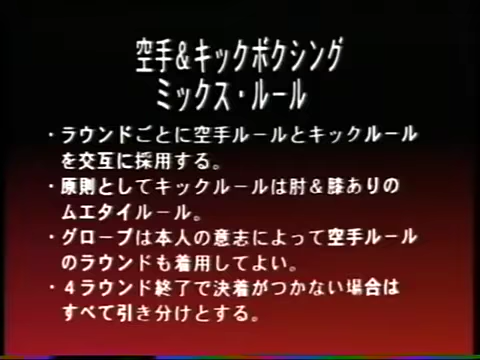 空手&キックボクシング
ミックス・ルール
・ラウンドごとに空手ルールとキックルール
を交互に採用する。
・原則としてキックルールは肘&膝ありの
ムエタイルール。
・グローブは本人の意志によって空手ルール
のラウンドも着用してよい。
・4ラウンド終了で決着がつかない場合は
すべて引き分けとする。